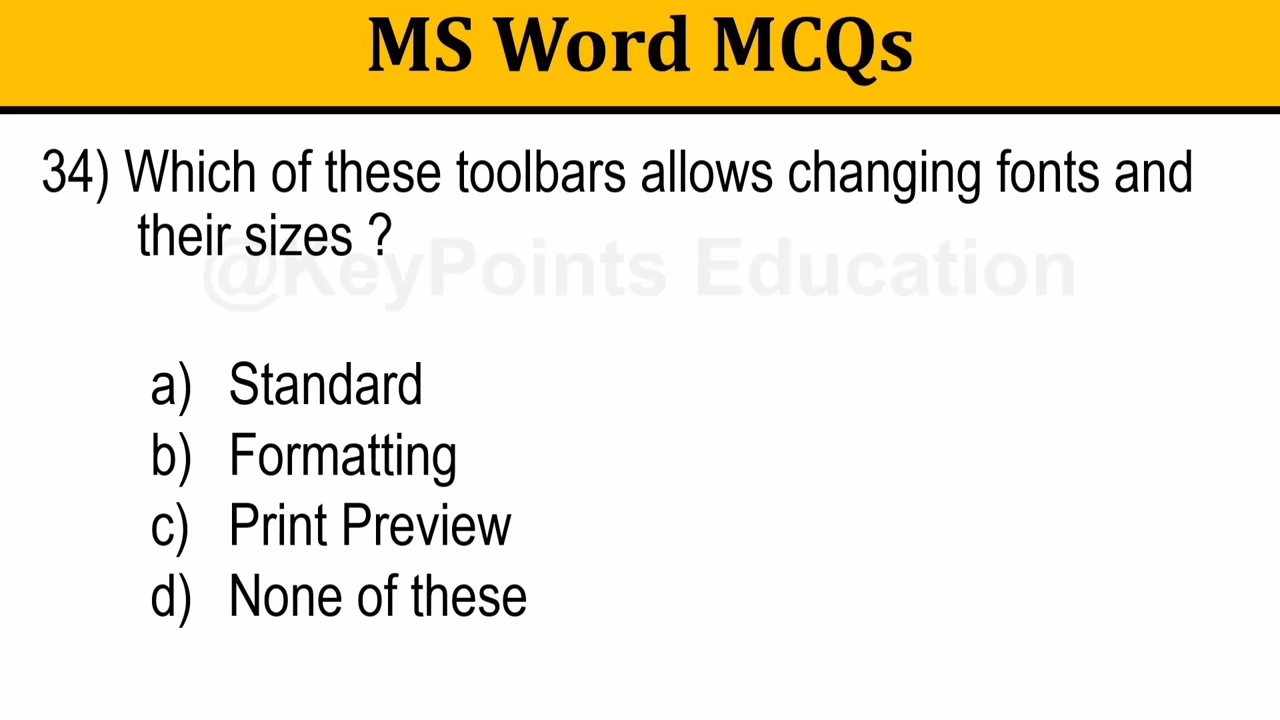 MS Word MCQs
34) Which of these toolbars allows changing fonts and
their sizes ?
@KeyPoints Education
a) Standard
b) Formatting
c) Print Preview
d) None of these